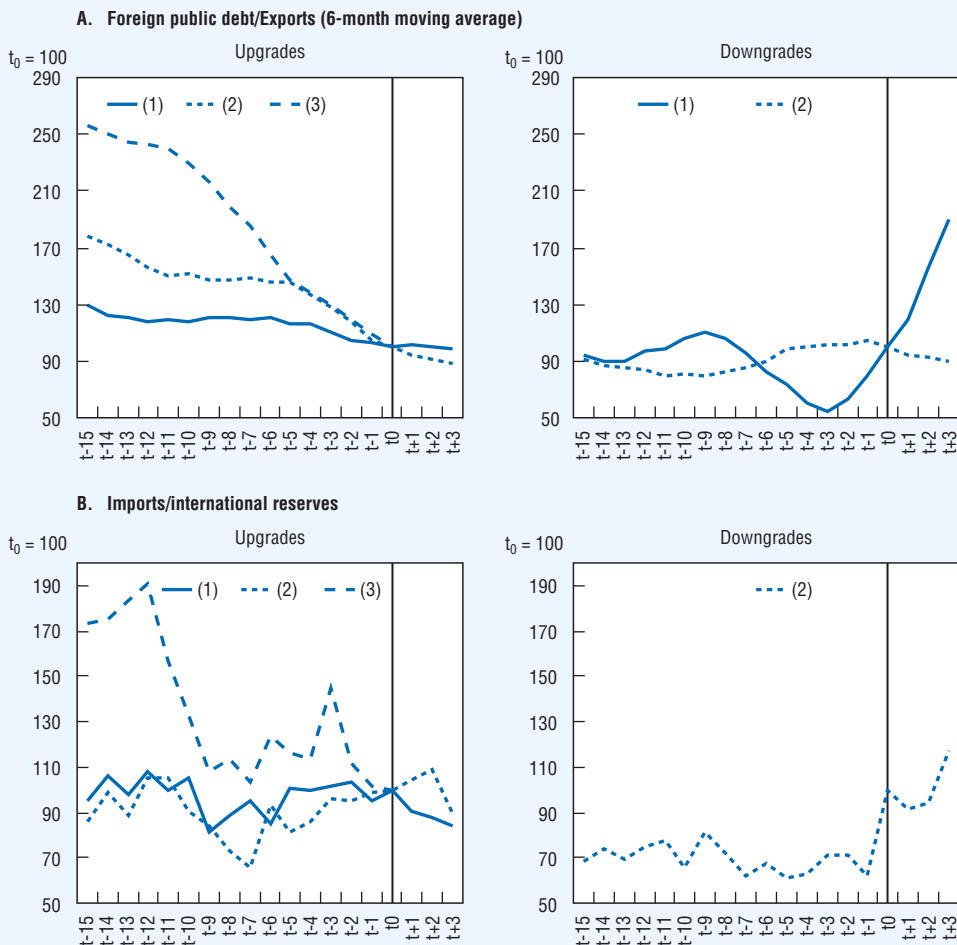 A. Foreign public debt/Exports (6-month moving average)
Upgrades
t0 = 100
290
250
210
170
130
90
50
(1) (2) (3)
t-15 t-14 t-13 t-12 t-11 t-10 t-9 t-8 t-7 t-6 t-5 t-4 t-3 t-2 t-1 t0 t+1 t+2 t+3
Downgrades
t0 = 100
290
250
210
170
130
90
50
(1) (2)
t-15 t-14 t-13 t-12 t-11 t-10 t-9 t-8 t-7 t-6 t-5 t-4 t-3 t-2 t-1 t0 t+1 t+2 t+3
B. Imports/international reserves
Upgrades
t0 = 100
190
170
150
130
110
90
70
50
(1) (2) (3)
t-15 t-14 t-13 t-12 t-11 t-10 t-9 t-8 t-7 t-6 t-5 t-4 t-3 t-2 t-1 t0 t+1 t+2 t+3
Downgrades
t0 = 100
190
170
150
130
110
90
70
50
(2)
t-15 t-14 t-13 t-12 t-11 t-10 t-9 t-8 t-7 t-6 t-5 t-4 t-3 t-2 t-1 t0 t+1 t+2 t+3